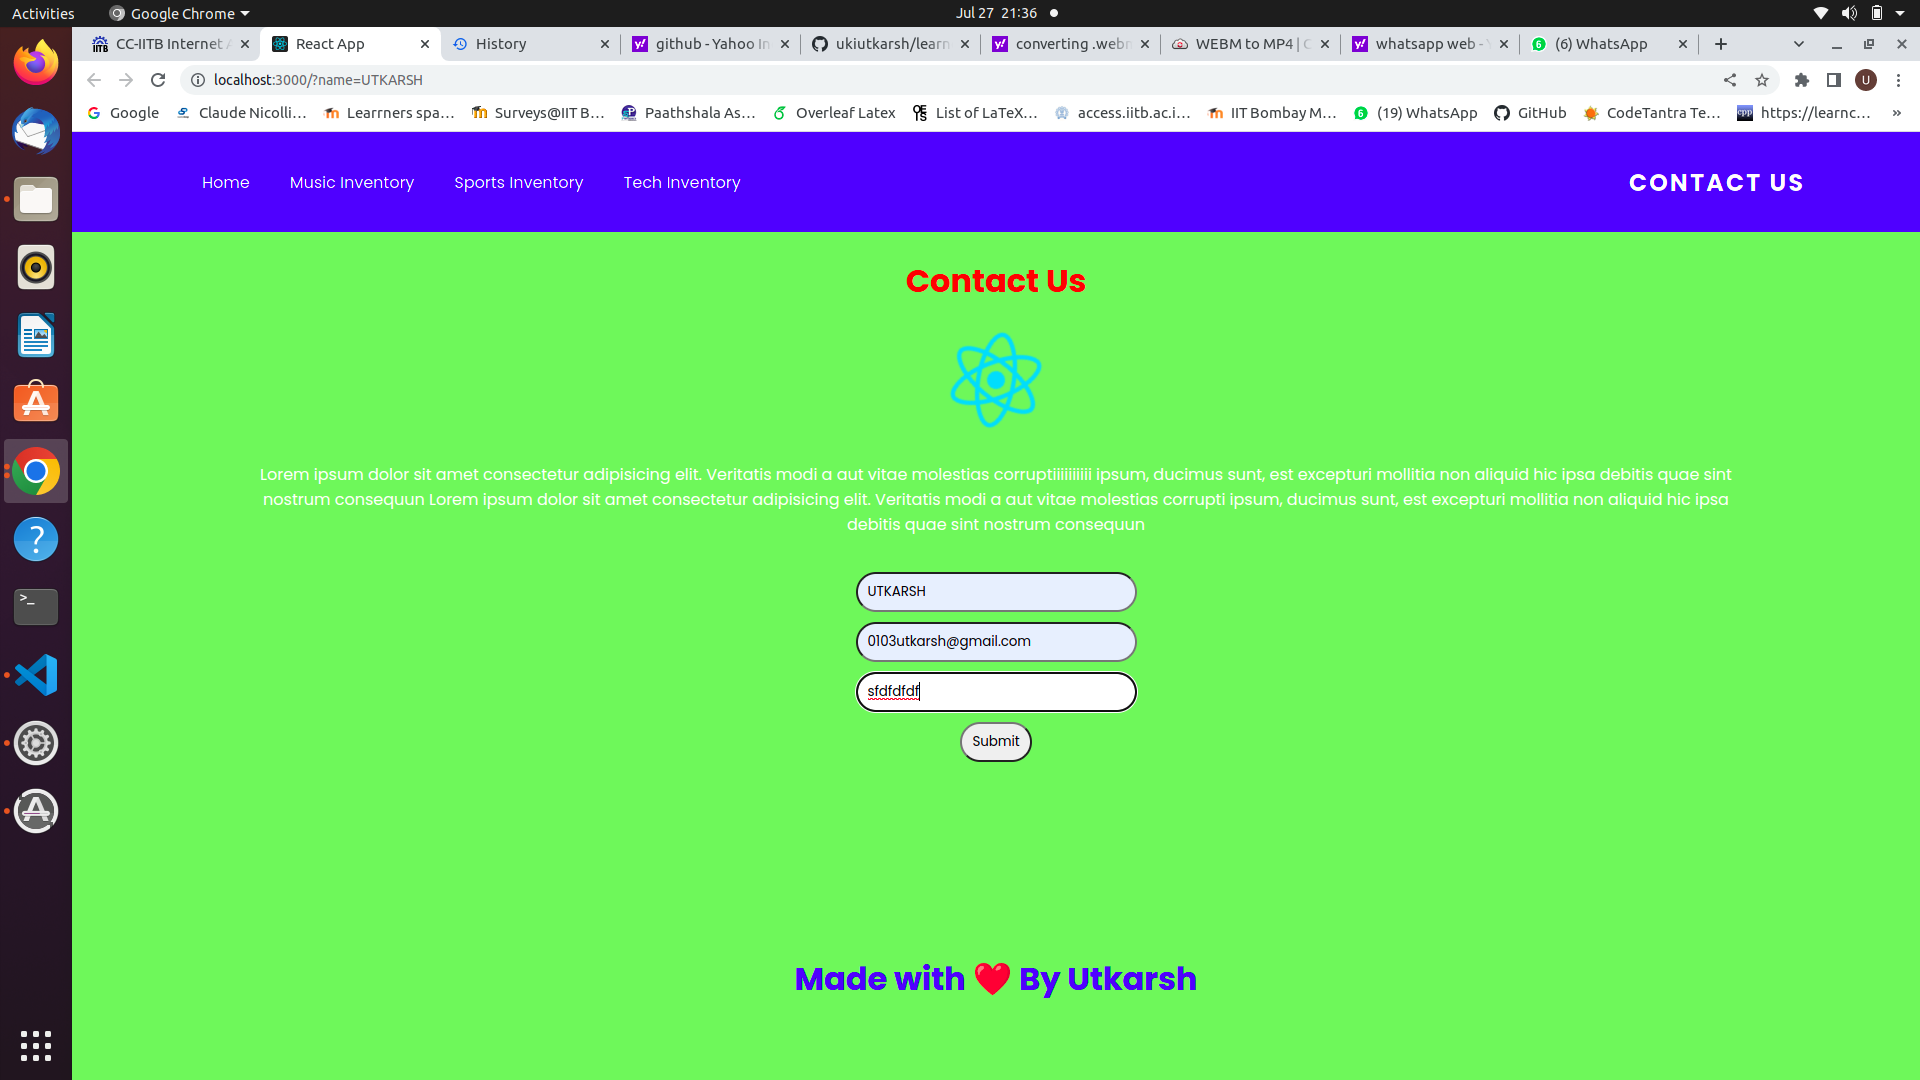 Activities
Google Chrome
Jul 27 21:36
CC-IITB Internet A
React App
History
github - Yahoo In
ukiutkarsh/learn
converting .webm
WEBM to MP4 | C
whatsapp web - Y
(6) WhatsApp
localhost:3000/?name=UTKARSH
U
Google
Claude Nicolli...
Learrners spa...
Surveys@IIT B...
Paathshala As...
Overleaf Latex
List of LaTeX...
access.iitb.ac.i...
IIT Bombay M...
(19) WhatsApp
GitHub
CodeTantra Te...
https://learnc...
»
Home
Music Inventory
Sports Inventory
Tech Inventory
CONTACT US
Contact Us
Lorem ipsum dolor sit amet consectetur adipisicing elit. Veritatis modi a aut vitae molestias corruptiiiiiiiiii ipsum, ducimus sunt, est excepturi mollitia non aliquid hic ipsa debitis quae sint
nostrum consequun Lorem ipsum dolor sit amet consectetur adipisicing elit. Veritatis modi a aut vitae molestias corrupti ipsum, ducimus sunt, est excepturi mollitia non aliquid hic ipsa
debitis quae sint nostrum consequun
UTKARSH
0103utkarsh@gmail.com
sfdfdfdf
Submit
Made with ❤️ By Utkarsh